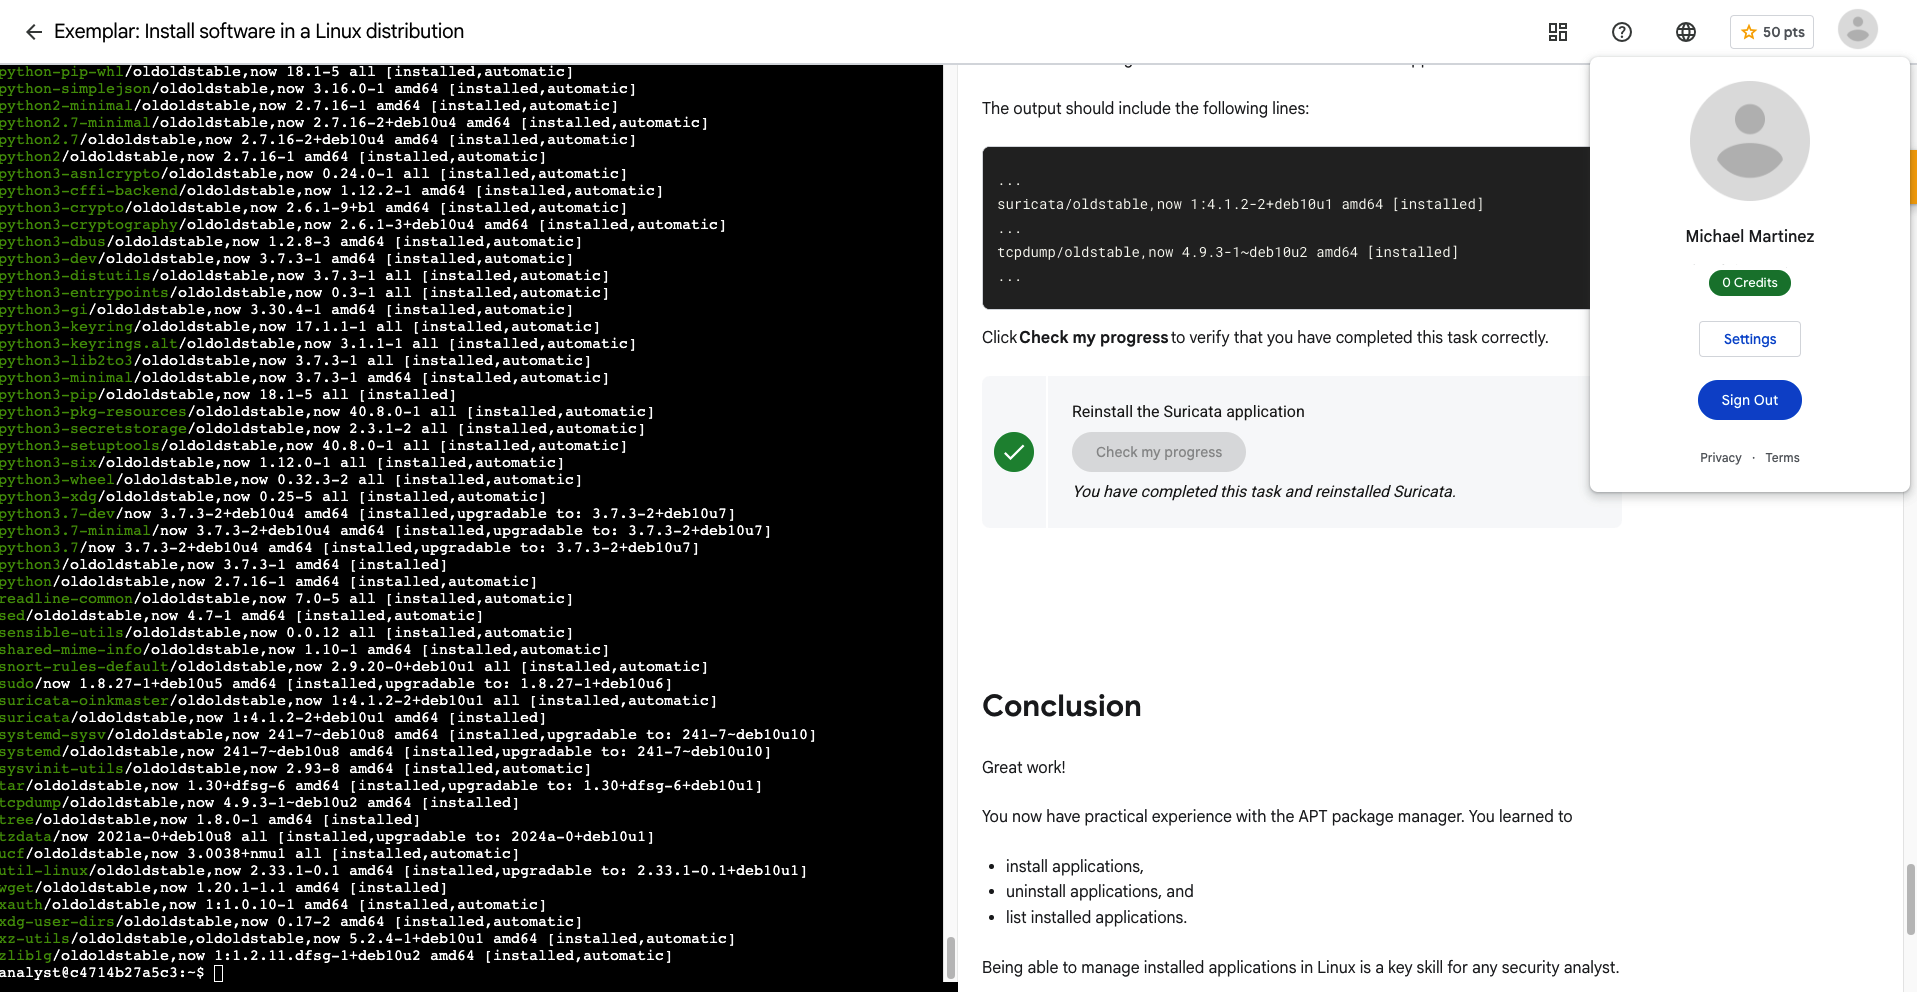 Exemplar: Install software in a Linux distribution
50 pts
python-pip-whl/oldoldstable,now 18.1-5 all [installed,automatic]
python-simplejson/oldoldstable,now 3.16.0-1 amd64 [installed,automatic]
python2-minimal/oldoldstable,now 2.7.16-1 amd64 [installed,automatic]
python2.7-minimal/oldoldstable,now 2.7.16-2+deb10u4 amd64 [installed,automatic]
python2.7/oldoldstable,now 2.7.16-2+deb10u4 amd64 [installed,automatic]
python2/oldoldstable,now 2.7.16-1 amd64 [installed,automatic]
python3-asn1crypto/oldoldstable,now 0.24.0-1 all [installed,automatic]
python3-cffi-backend/oldoldstable,now 1.12.2-1 amd64 [installed,automatic]
python3-crypto/oldoldstable,now 2.6.1-9+b1 amd64 [installed,automatic]
python3-cryptography/oldoldstable,now 2.6.1-3+deb10u4 amd64 [installed,automatic]
python3-dbus/oldoldstable,now 1.2.8-3 amd64 [installed,automatic]
python3-dev/oldoldstable,now 3.7.3-1 amd64 [installed,automatic]
python3-distutils/oldoldstable,now 3.7.3-1 all [installed,automatic]
python3-entrypoints/oldoldstable,now 0.3-1 all [installed,automatic]
python3-gi/oldoldstable,now 3.30.4-1 amd64 [installed,automatic]
python3-keyring/oldoldstable,now 17.1.1-1 all [installed,automatic]
python3-keyrings.alt/oldoldstable,now 3.1.1-1 all [installed,automatic]
python3-lib2to3/oldoldstable,now 3.7.3-1 all [installed,automatic]
python3-minimal/oldoldstable,now 3.7.3-1 amd64 [installed,automatic]
python3-pip/oldoldstable,now 18.1-5 all [installed]
python3-pkg-resources/oldoldstable,now 40.8.0-1 all [installed,automatic]
python3-secretstorage/oldoldstable,now 2.3.1-2 all [installed,automatic]
python3-setuptools/oldoldstable,now 40.8.0-1 all [installed,automatic]
python3-six/oldoldstable,now 1.12.0-1 all [installed,automatic]
python3-wheel/oldoldstable,now 0.32.3-2 all [installed,automatic]
python3-xdg/oldoldstable,now 0.25-5 all [installed,automatic]
python3.7-dev/now 3.7.3-2+deb10u4 amd64 [installed,upgradable to: 3.7.3-2+deb10u7]
python3.7-minimal/now 3.7.3-2+deb10u4 amd64 [installed,upgradable to: 3.7.3-2+deb10u7]
python3.7/now 3.7.3-2+deb10u4 amd64 [installed,upgradable to: 3.7.3-2+deb10u7]
python3/oldoldstable,now 3.7.3-1 amd64 [installed]
python/oldoldstable,now 2.7.16-1 amd64 [installed,automatic]
readline-common/oldoldstable,now 7.0-5 all [installed,automatic]
sed/oldoldstable,now 4.7-1 amd64 [installed,automatic]
sensible-utils/oldoldstable,now 0.0.12 all [installed,automatic]
shared-mime-info/oldoldstable,now 1.10-1 amd64 [installed,automatic]
snort-rules-default/oldoldstable,now 2.9.20-0+deb10u1 all [installed,automatic]
sudo/now 1.8.27-1+deb10u5 amd64 [installed,upgradable to: 1.8.27-1+deb10u6]
suricata-oinkmaster/oldoldstable,now 1:4.1.2-2+deb10u1 all [installed,automatic]
suricata/oldoldstable,now 1:4.1.2-2+deb10u1 amd64 [installed]
systemd-sysv/oldoldstable,now 241-7~deb10u8 amd64 [installed,upgradable to: 241-7~deb10u10]
systemd/oldoldstable,now 241-7~deb10u8 amd64 [installed,upgradable to: 241-7~deb10u10]
sysvinit-utils/oldoldstable,now 2.93-8 amd64 [installed,automatic]
tar/oldoldstable,now 1.30+dfsg-6 amd64 [installed,upgradable to: 1.30+dfsg-6+deb10u1]
tcpdump/oldoldstable,now 4.9.3-1~deb10u2 amd64 [installed]
tree/oldoldstable,now 1.8.0-1 amd64 [installed]
tzdata/now 2021a-0+deb10u8 all [installed,upgradable to: 2024a-0+deb10u1]
ucf/oldoldstable,now 3.0038+nmu1 all [installed,automatic]
util-linux/oldoldstable,now 2.33.1-0.1 amd64 [installed,upgradable to: 2.33.1-0.1+deb10u1]
wget/oldoldstable,now 1.20.1-1.1 amd64 [installed]
xauth/oldoldstable,now 1:1.0.10-1 amd64 [installed,automatic]
xdg-user-dirs/oldoldstable,now 0.17-2 amd64 [installed,automatic]
xz-utils/oldoldstable,oldoldstable,now 5.2.4-1+deb10u1 amd64 [installed,automatic]
zlib1g/oldoldstable,now 1:1.2.11.dfsg-1+deb10u2 amd64 [installed,automatic]
analyst@c4714b27a5c3:~$
The output should include the following lines:
...
suricata/oldstable,now 1:4.1.2-2+deb10u1 amd64 [installed]
...
tcpdump/oldstable,now 4.9.3-1~deb10u2 amd64 [installed]
...
Click Check my progress to verify that you have completed this task correctly.
Reinstall the Suricata application
Check my progress
You have completed this task and reinstalled Suricata.
Conclusion
Great work!
You now have practical experience with the APT package manager. You learned to
• install applications,
• uninstall applications, and
• list installed applications.
Being able to manage installed applications in Linux is a key skill for any security analyst.
Michael Martinez
0 Credits
Settings
Sign Out
Privacy · Terms